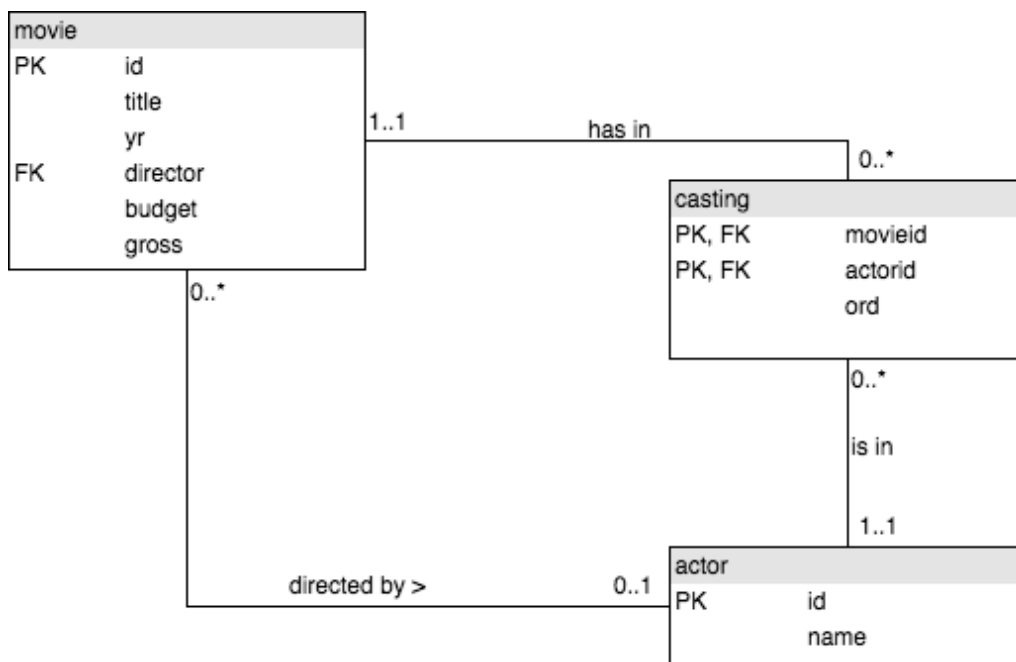 movie
PK id
title
yr
FK director
budget
gross
1..1
has in
0..*
casting
PK, FK movieid
PK, FK actorid
ord
0..*
0..*
is in
1..1
directed by >
0..1
actor
PK id
name